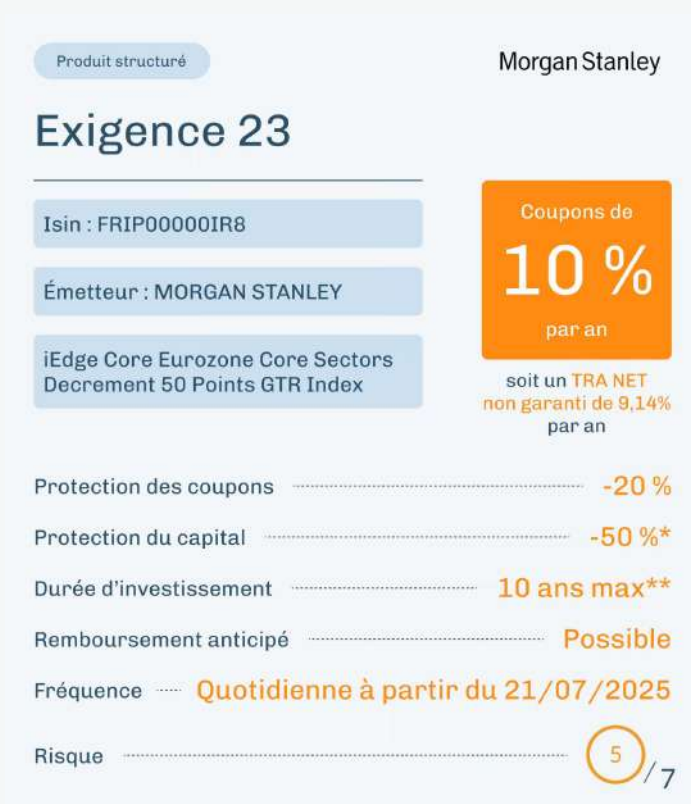 Produit structuré
Morgan Stanley
Exigence 23
Isin : FRIP00000IR8
Émetteur : MORGAN STANLEY
iEdge Core Eurozone Core Sectors
Decrement 50 Points GTR Index
Coupons de
10 %
par an
soit un TRA NET
non garanti de 9,14%
par an
Protection des coupons -20 %
Protection du capital -50 %*
Durée d'investissement 10 ans max**
Remboursement anticipé Possible
Fréquence Quotidienne à partir du 21/07/2025
Risque 5/7